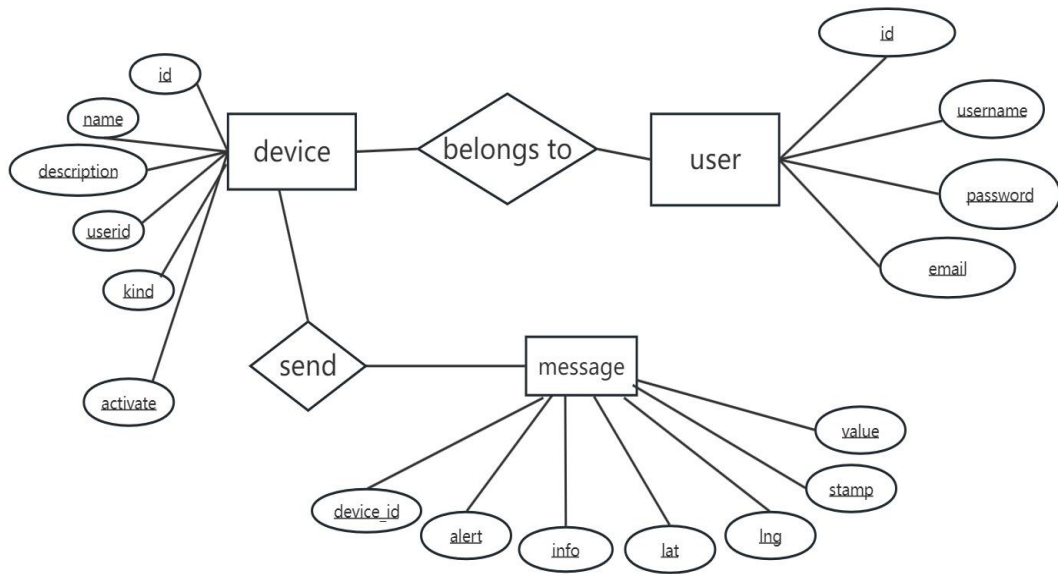 id
id
name
username
device
belongs to
user
description
password
userid
email
kind
send
message
activate
value
stamp
device_id
alert
info
lat
lng